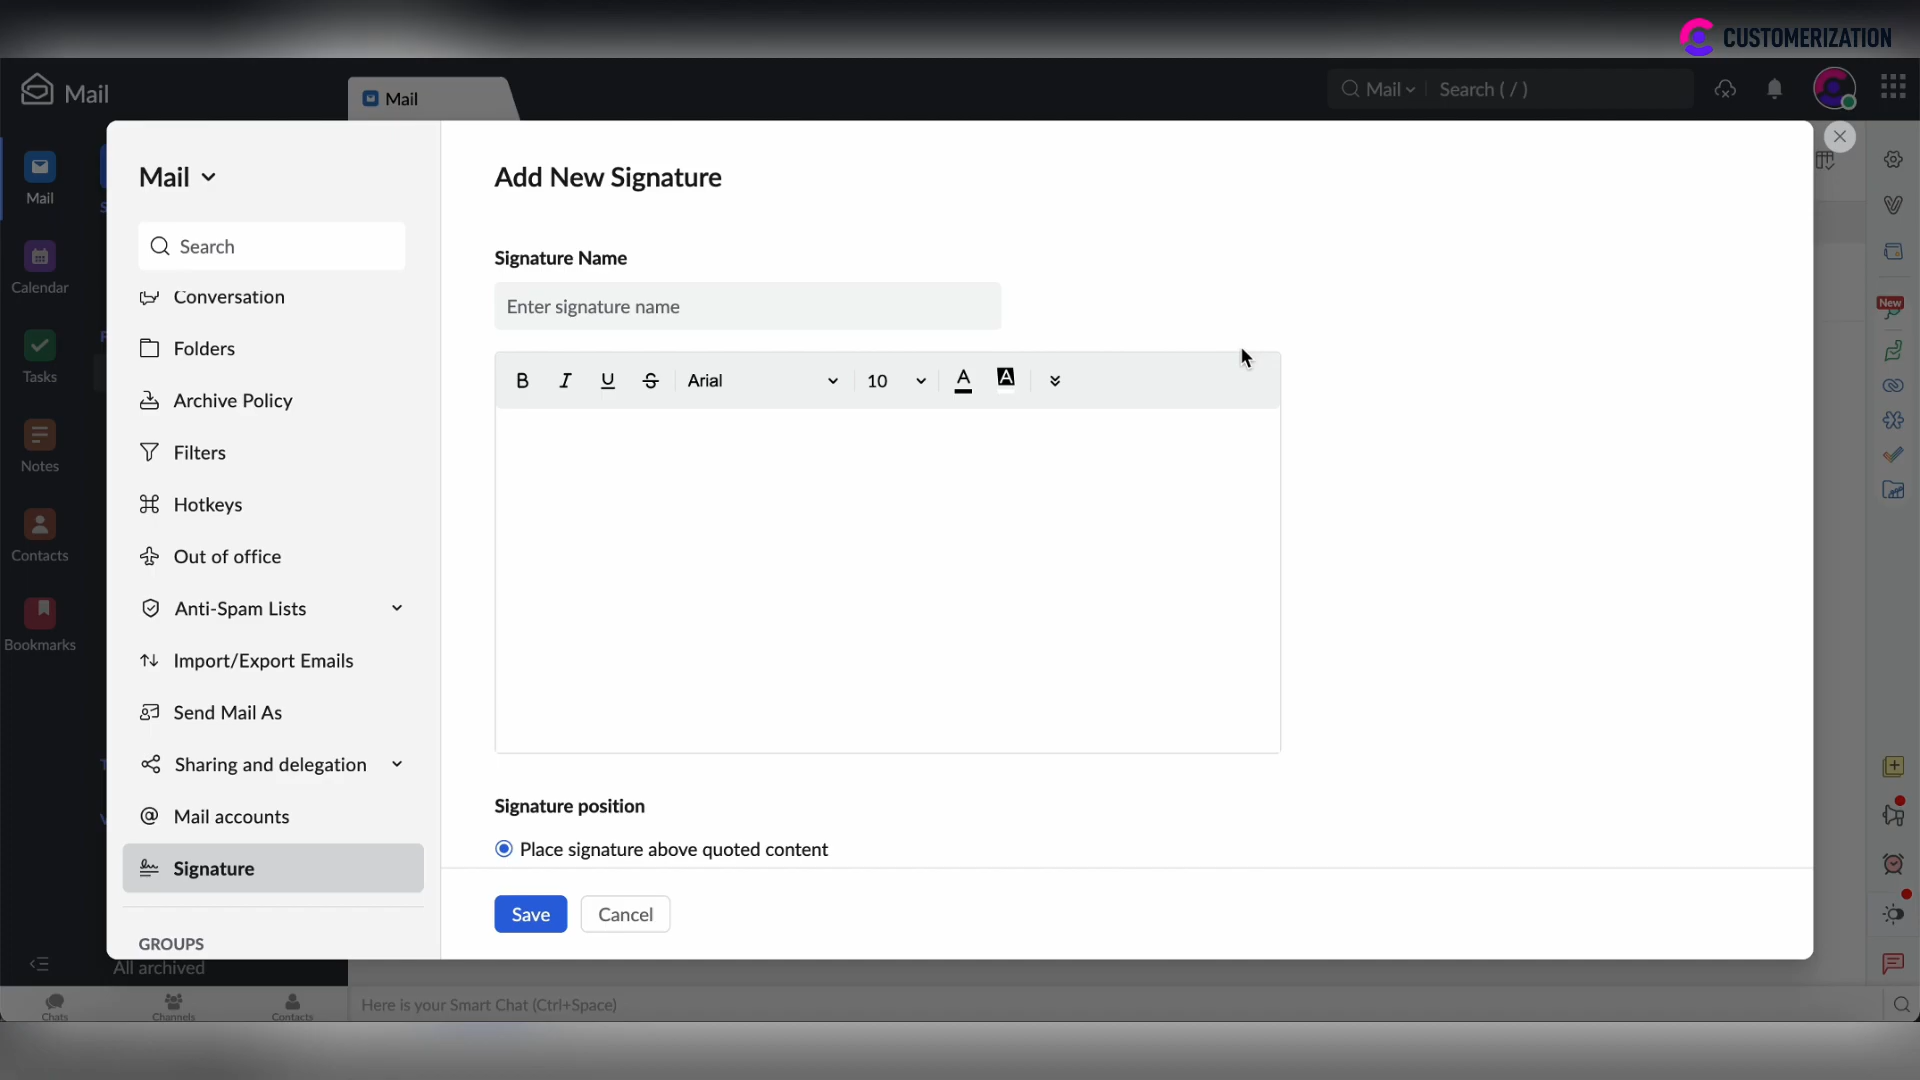 CUSTOMERIZATION
Mail
Mail
Mail
Search ( / )
Mail
Calendar
Tasks
Notes
Contacts
Bookmarks
Mail
Search
Conversation
Folders
Archive Policy
Filters
Hotkeys
Out of office
Anti-Spam Lists
Import/Export Emails
Send Mail As
Sharing and delegation
Mail accounts
Signature
GROUPS
All archived
Add New Signature
Signature Name
Enter signature name
B I U S Arial 10 A A
Signature position
Place signature above quoted content
Save Cancel
New
Chats
Channels
Contacts
Here is your Smart Chat (Ctrl+Space)